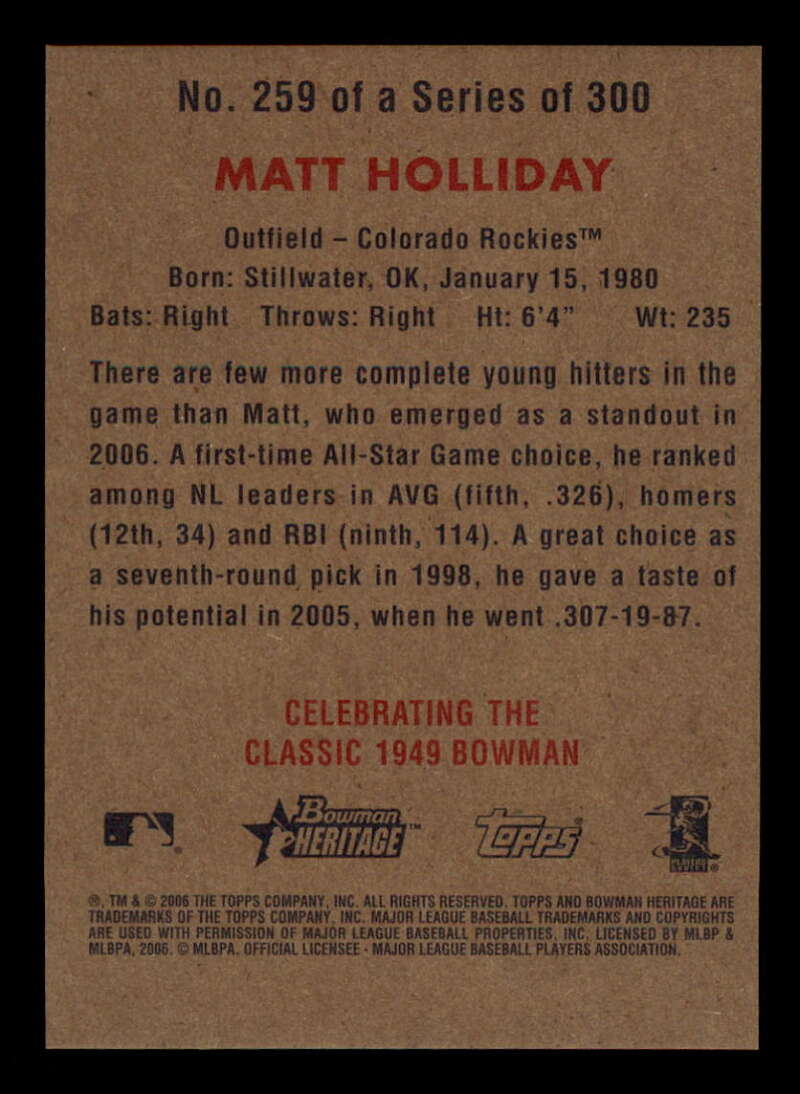 No. 259 of a Series of 300
MATT HOLLIDAY
Outfield – Colorado Rockies™
Born: Stillwater, OK, January 15, 1980
Bats: Right Throws: Right Ht: 6'4" Wt: 235
There are few more complete young hitters in the
game than Matt, who emerged as a standout in
2006. A first-time All-Star Game choice, he ranked
among NL leaders in AVG (fifth, .326), homers
(12th, 34) and RBI (ninth, 114). A great choice as
a seventh-round pick in 1998, he gave a taste of
his potential in 2005, when he went .307-19-87.
CELEBRATING THE
CLASSIC 1949 BOWMAN
Bowman
HERITAGE™
TOPPS®
®, TM & © 2006 THE TOPPS COMPANY, INC. ALL RIGHTS RESERVED. TOPPS AND BOWMAN HERITAGE ARE
TRADEMARKS OF THE TOPPS COMPANY, INC. MAJOR LEAGUE BASEBALL TRADEMARKS AND COPYRIGHTS
ARE USED WITH PERMISSION OF MAJOR LEAGUE BASEBALL PROPERTIES, INC. LICENSED BY MLBP &
MLBPA, 2006. © MLBPA. OFFICIAL LICENSEE - MAJOR LEAGUE BASEBALL PLAYERS ASSOCIATION.